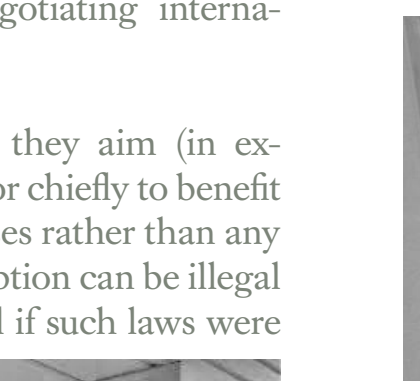 gotiating interna-
they aim (in ex-
or chiefly to benefit
es rather than any
ption can be illegal
if such laws were